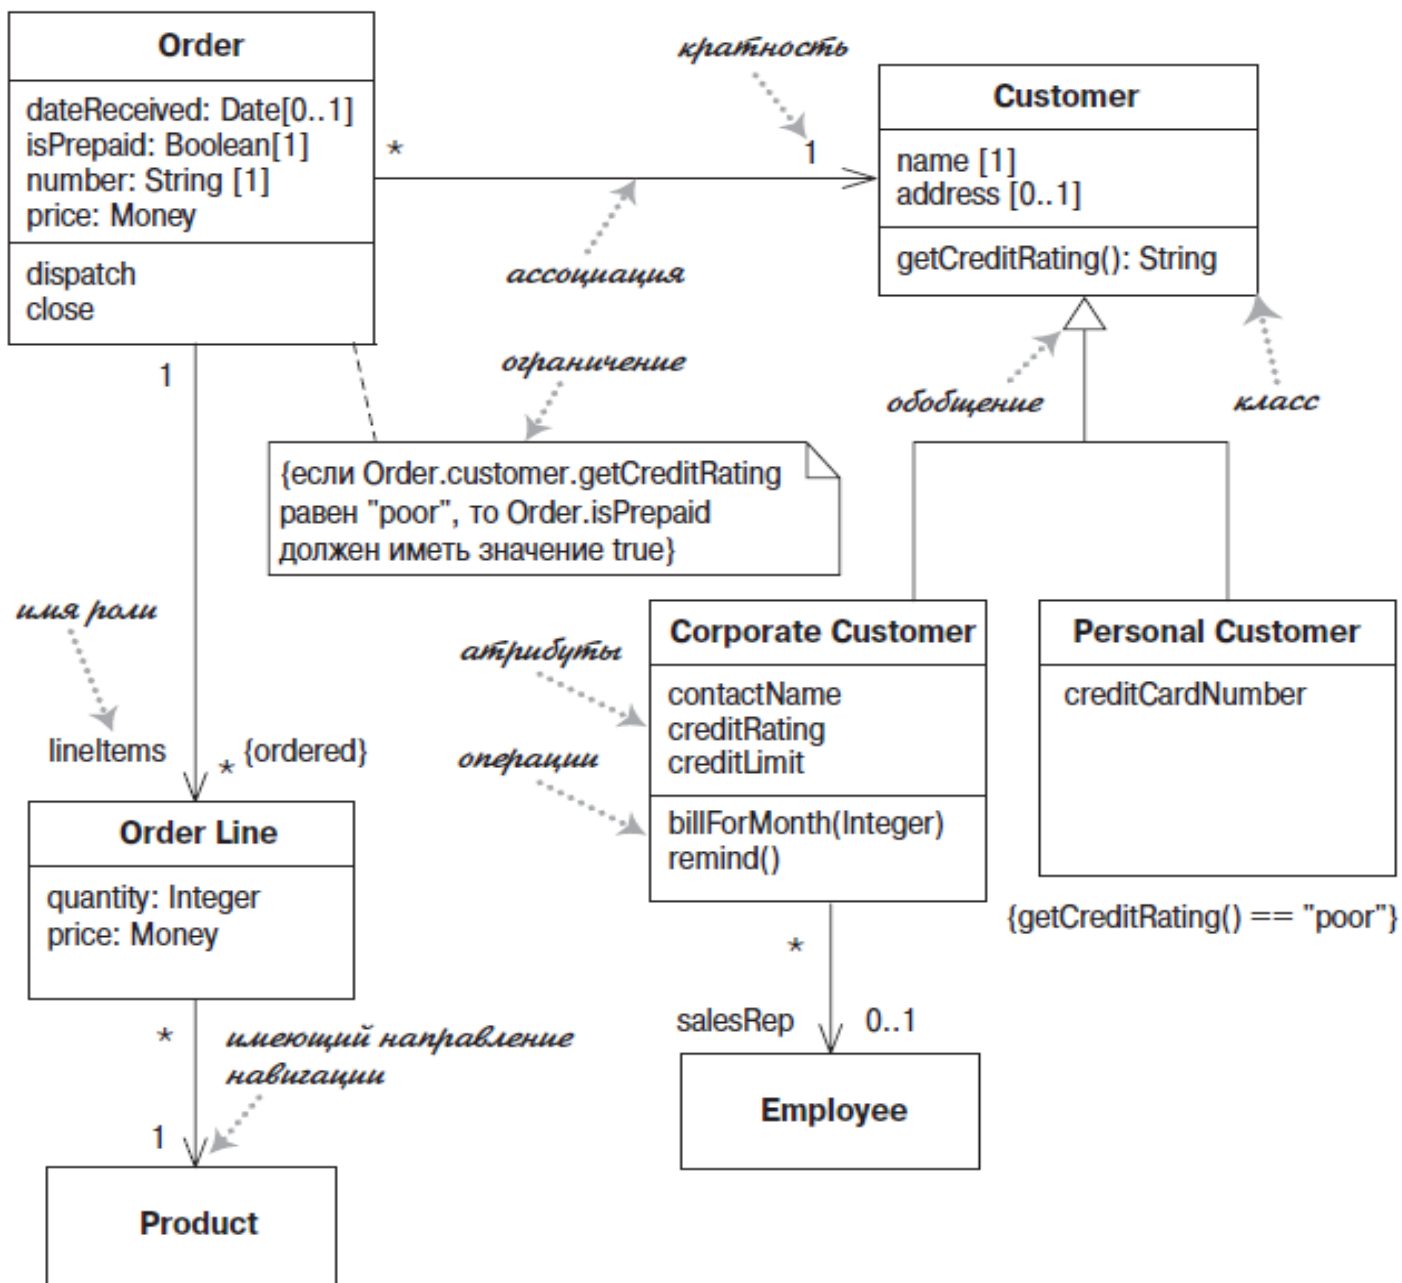 Order
dateReceived: Date[0..1]
isPrepaid: Boolean[1]
number: String [1]
price: Money
dispatch
close
*
1
кратность
ассоциация
Customer
name [1]
address [0..1]
getCreditRating(): String
обобщение
класс
ограничение
{если Order.customer.getCreditRating
равен "poor", то Order.isPrepaid
должен иметь значение true}
1
имя роли
lineItems
* {ordered}
Order Line
quantity: Integer
price: Money
*
имеющий направление
навигации
1
Product
атрибуты
операции
Corporate Customer
contactName
creditRating
creditLimit
billForMonth(Integer)
remind()
*
salesRep
0..1
Employee
Personal Customer
creditCardNumber
{getCreditRating() == "poor"}